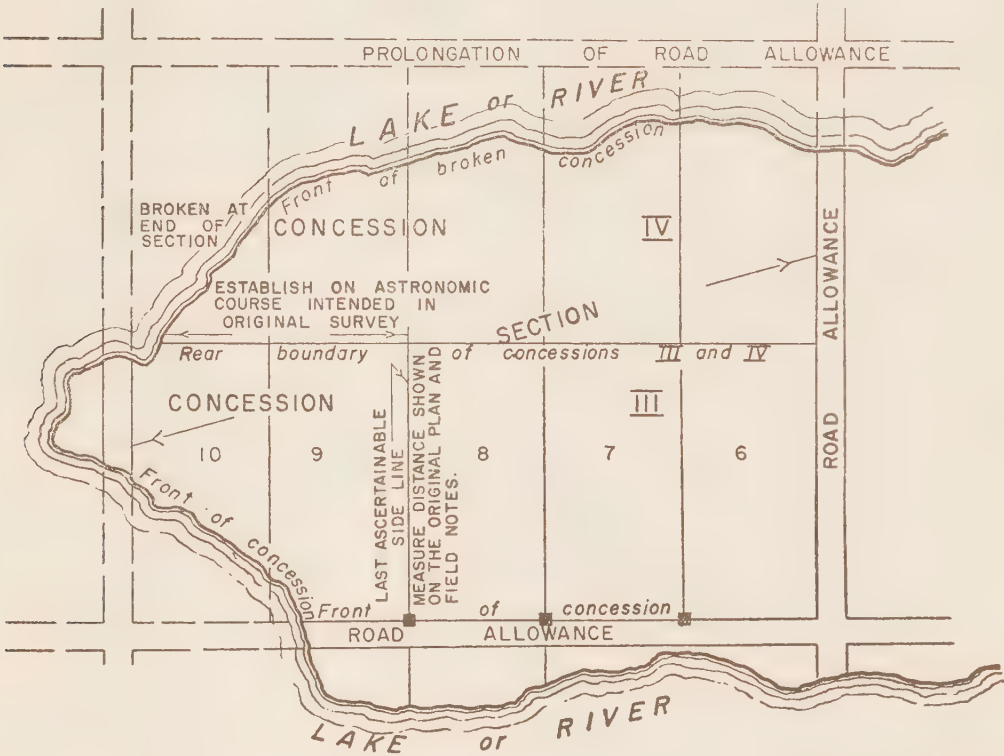 PROLONGATION OF ROAD ALLOWANCE
LAKE or RIVER
Front of broken concession
BROKEN AT
END OF
SECTION
CONCESSION
IV
ROAD ALLOWANCE
ESTABLISH ON ASTRONOMIC
COURSE INTENDED IN
ORIGINAL SURVEY
SECTION
Rear boundary of concessions III and IV
CONCESSION
III
10 9 8 7 6
LAST ASCERTAINABLE
SIDE LINE
MEASURE DISTANCE SHOWN
ON THE ORIGINAL PLAN AND
FIELD NOTES.
Front of concession
Front of concession
ROAD ALLOWANCE
LAKE or RIVER